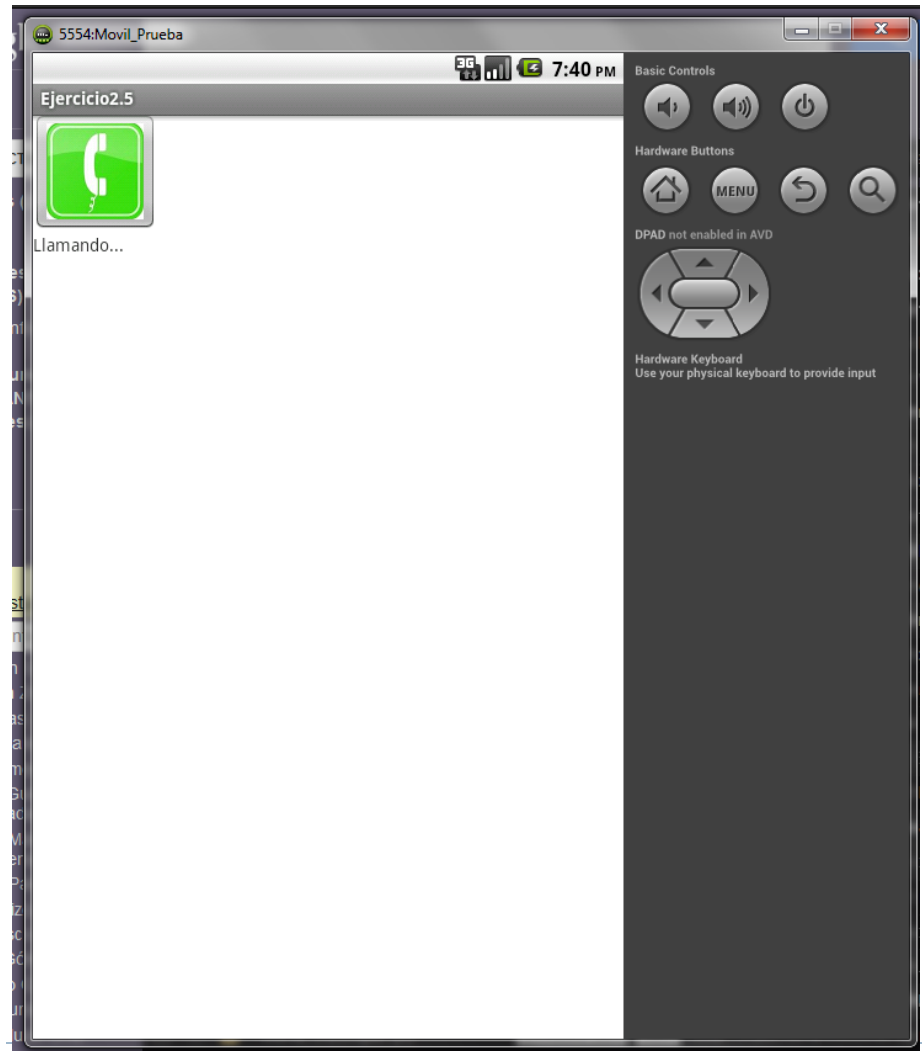 5554:Movil_Prueba
3G 7:40 PM
Ejercicio2.5
Llamando...
Basic Controls
Hardware Buttons
MENU
DPAD not enabled in AVD
Hardware Keyboard
Use your physical keyboard to provide input